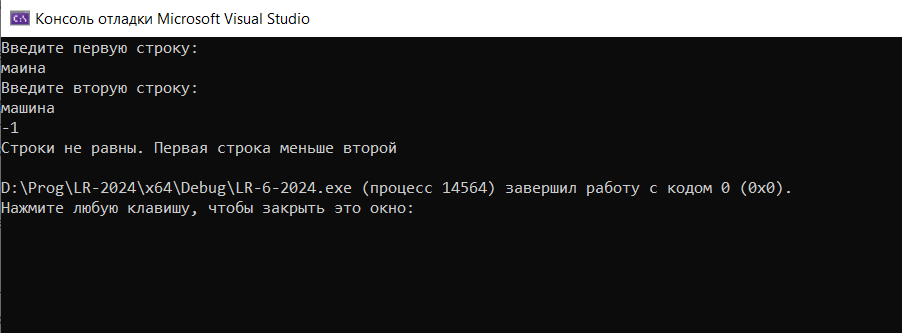 Консоль отладки Microsoft Visual Studio
Введите первую строку:
маина
Введите вторую строку:
машина
-1
Строки не равны. Первая строка меньше второй
D:\Prog\LR-2024\x64\Debug\LR-6-2024.exe (процесс 14564) завершил работу с кодом 0 (0x0).
Нажмите любую клавишу, чтобы закрыть это окно: